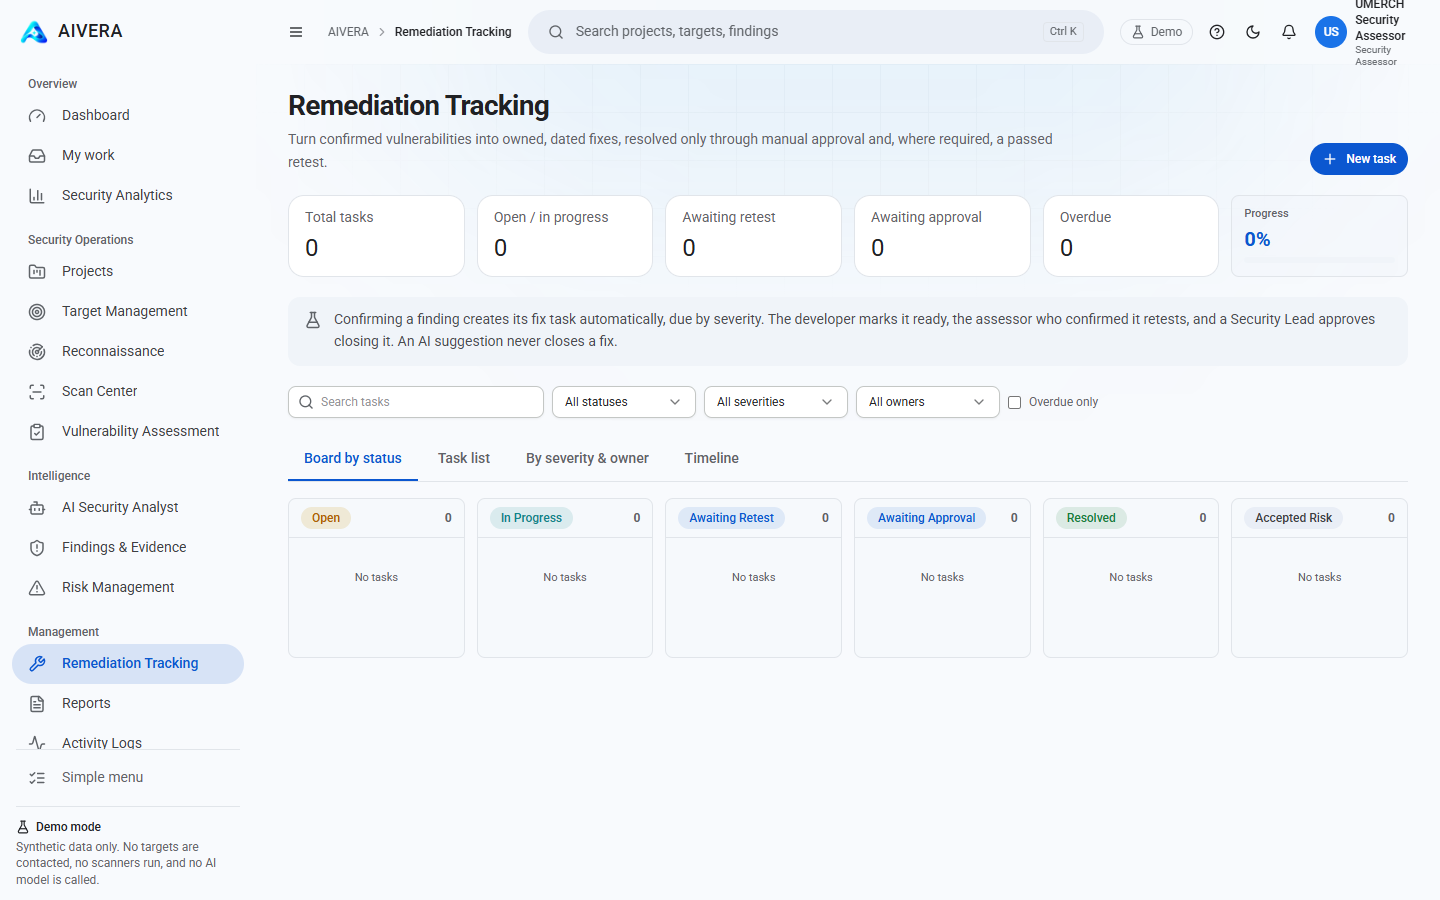 AIVERA
AIVERA > Remediation Tracking
Search projects, targets, findings
Ctrl K
Demo
US
UMERCH
Security
Assessor
Security
Assessor
Overview
Dashboard
My work
Security Analytics
Security Operations
Projects
Target Management
Reconnaissance
Scan Center
Vulnerability Assessment
Intelligence
AI Security Analyst
Findings & Evidence
Risk Management
Management
Remediation Tracking
Reports
Activity Logs
Simple menu
Demo mode
Synthetic data only. No targets are
contacted, no scanners run, and no AI
model is called.
Remediation Tracking
Turn confirmed vulnerabilities into owned, dated fixes, resolved only through manual approval and, where required, a passed
retest.
New task
Total tasks
0
Open / in progress
0
Awaiting retest
0
Awaiting approval
0
Overdue
0
Progress
0%
Confirming a finding creates its fix task automatically, due by severity. The developer marks it ready, the assessor who confirmed it retests, and a Security Lead approves
closing it. An AI suggestion never closes a fix.
Search tasks
All statuses
All severities
All owners
Overdue only
Board by status
Task list
By severity & owner
Timeline
Open 0
No tasks
In Progress 0
No tasks
Awaiting Retest 0
No tasks
Awaiting Approval 0
No tasks
Resolved 0
No tasks
Accepted Risk 0
No tasks